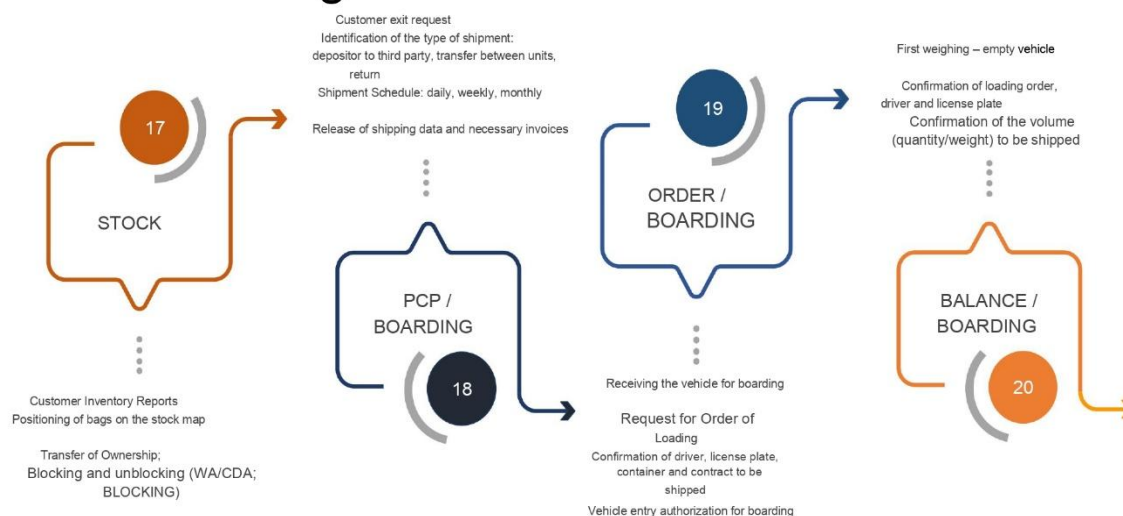 17
STOCK
Customer Inventory Reports
Positioning of bags on the stock map
Transfer of Ownership;
Blocking and unblocking (WA/CDA;
BLOCKING)
Customer exit request
Identification of the type of shipment:
depositor to third party, transfer between units,
return
Shipment Schedule: daily, weekly, monthly
Release of shipping data and necessary invoices
PCP /
BOARDING
18
19
ORDER /
BOARDING
Receiving the vehicle for boarding
Request for Order of
Loading
Confirmation of driver, license plate,
container and contract to be
shipped
Vehicle entry authorization for boarding
First weighing – empty vehicle
Confirmation of loading order,
driver and license plate
Confirmation of the volume
(quantity/weight) to be shipped
BALANCE /
BOARDING
20